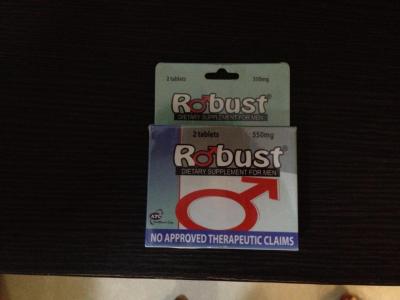 2 tablets 550mg
Robust®
DIETARY SUPPLEMENT FOR MEN
2 tablets 550mg
Robust®
DIETARY SUPPLEMENT FOR MEN
ATC
NO APPROVED THERAPEUTIC CLAIMS